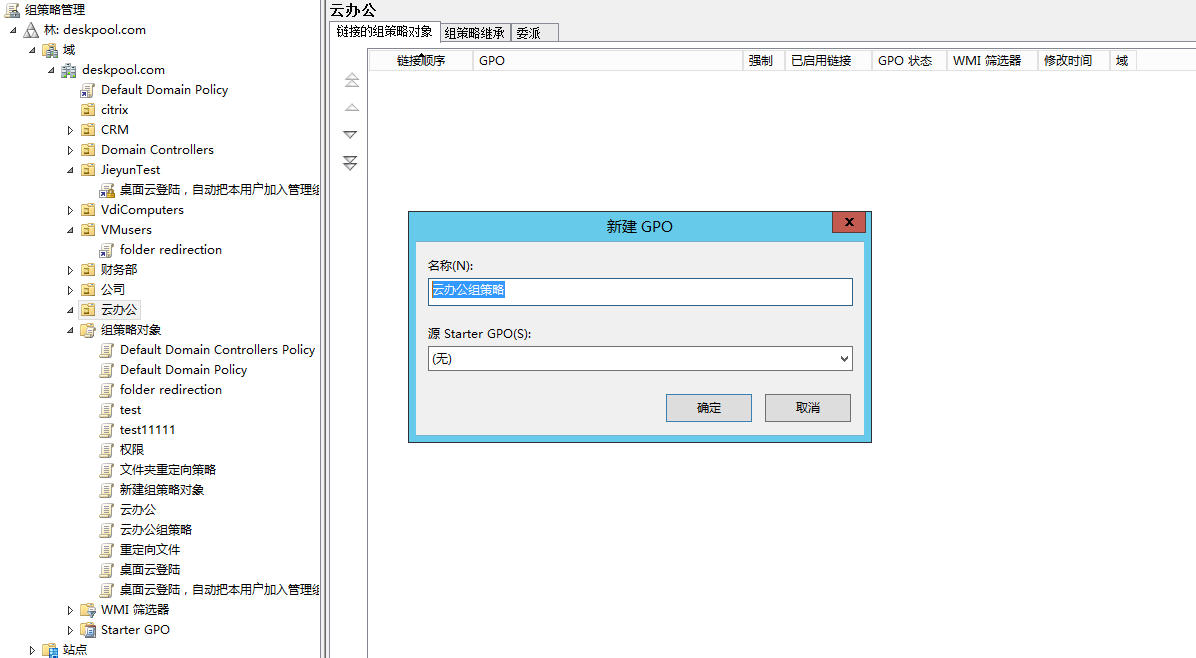 组策略管理
林: deskpool.com
域
deskpool.com
Default Domain Policy
citrix
CRM
Domain Controllers
JieyunTest
桌面云登陆，自动把本用户加入管理组
VdiComputers
VMusers
folder redirection
财务部
公司
云办公
组策略对象
Default Domain Controllers Policy
Default Domain Policy
folder redirection
test
test11111
权限
文件夹重定向策略
新建组策略对象
云办公
云办公组策略
重定向文件
桌面云登陆
桌面云登陆，自动把本用户加入管理组
WMI 筛选器
Starter GPO
站点
云办公
链接的组策略对象 组策略继承 委派
链接顺序 GPO 强制 已启用链接 GPO 状态 WMI 筛选器 修改时间 域
新建 GPO
x
名称(N):
云办公组策略
源 Starter GPO(S):
(无)
确定 取消